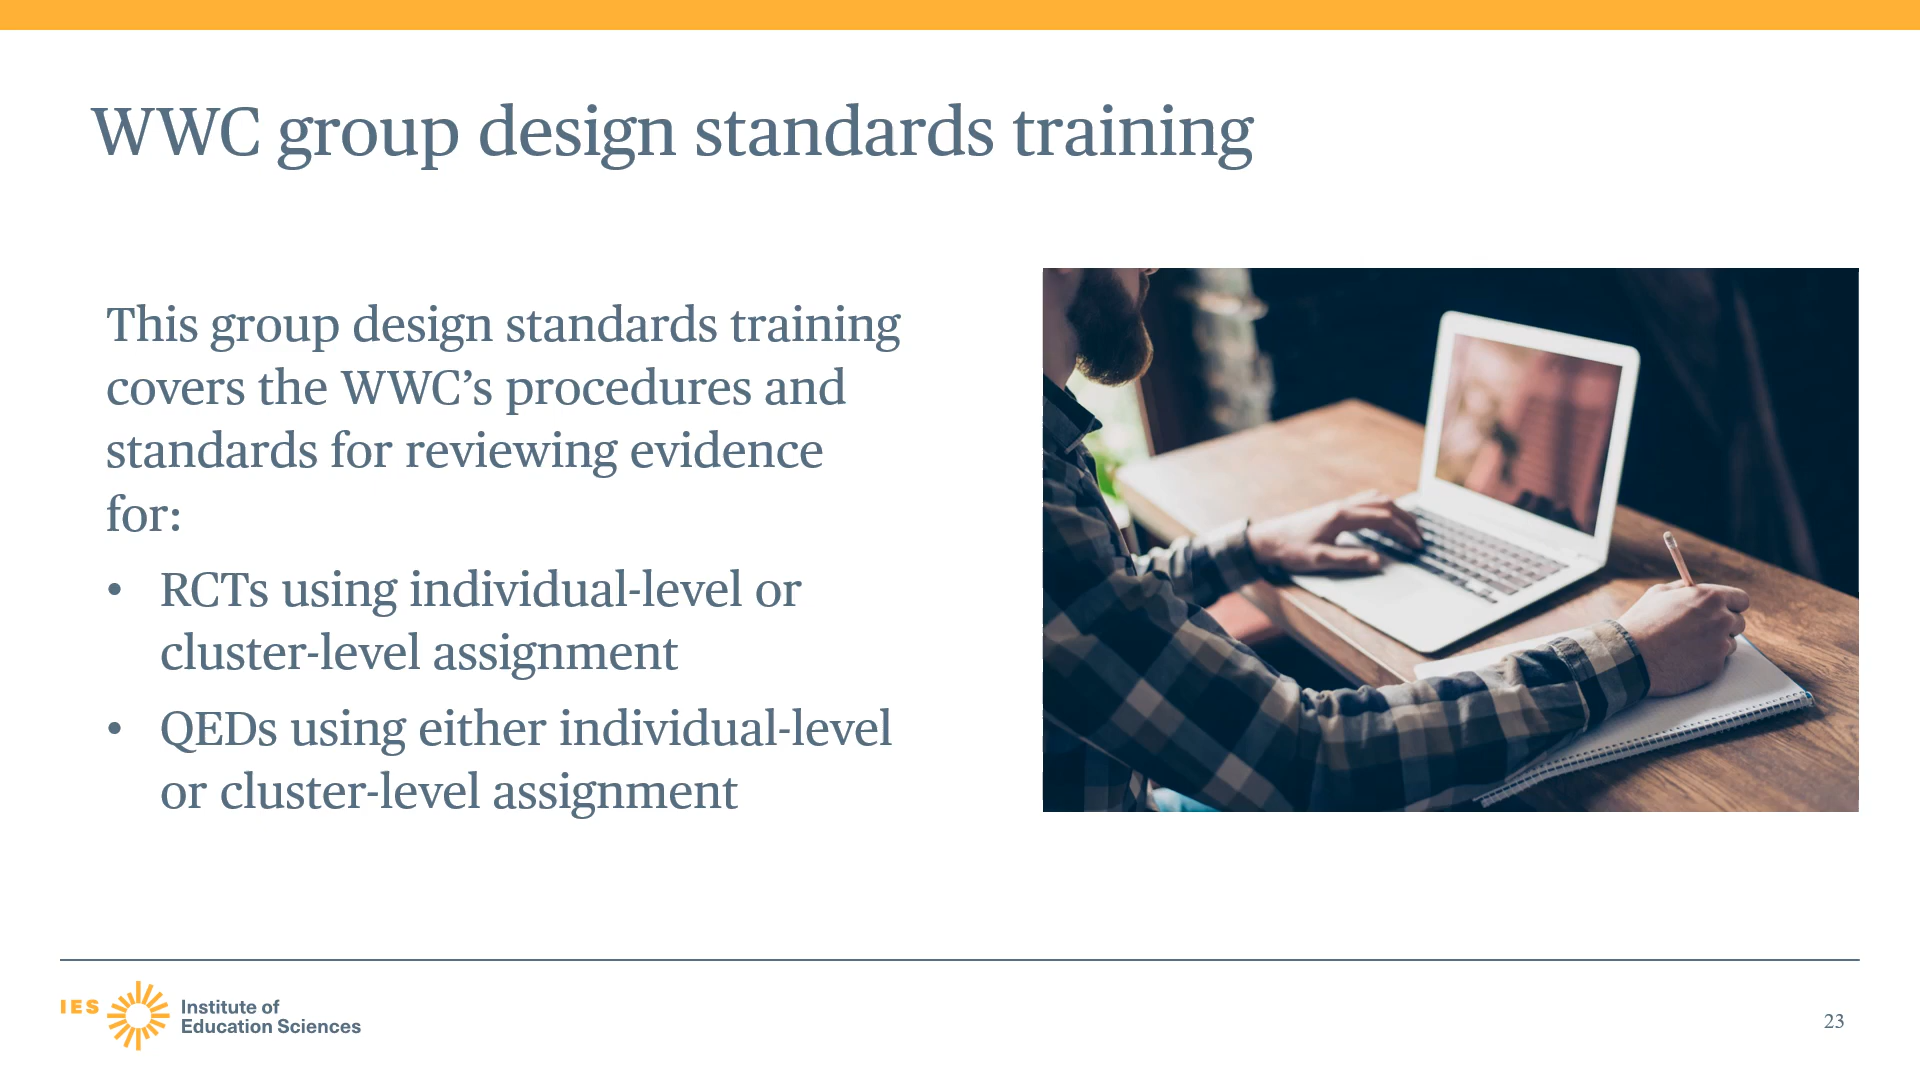 WWC group design standards training
This group design standards training
covers the WWC’s procedures and
standards for reviewing evidence
for:
• RCTs using individual-level or
cluster-level assignment
• QEDs using either individual-level
or cluster-level assignment
IES
Institute of
Education Sciences
23